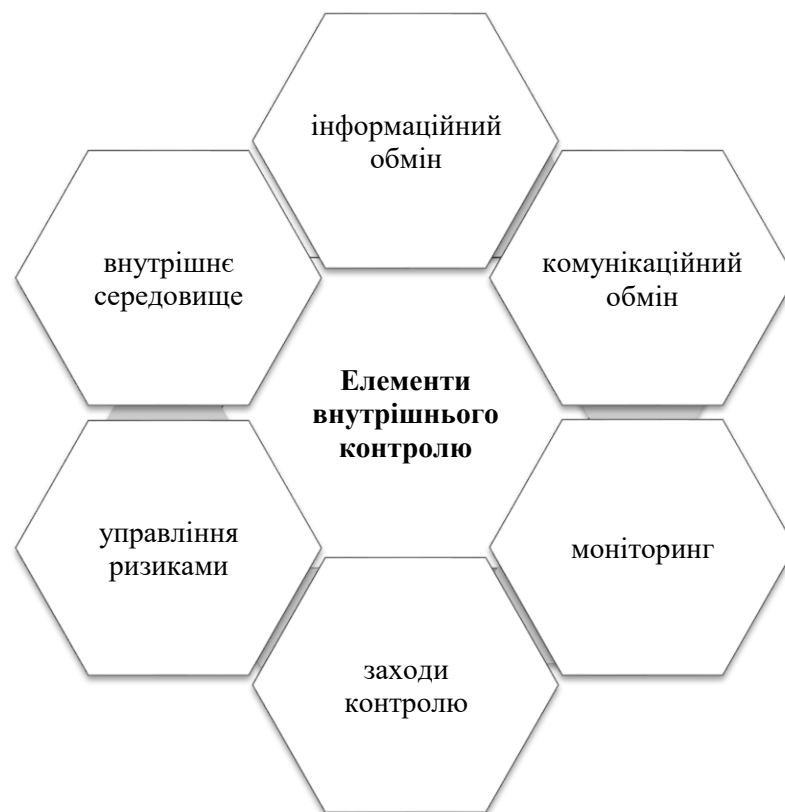 інформаційний
обмін
внутрішнє
середовище
комунікаційний
обмін
Елементи
внутрішнього
контролю
управління
ризиками
моніторинг
заходи
контролю